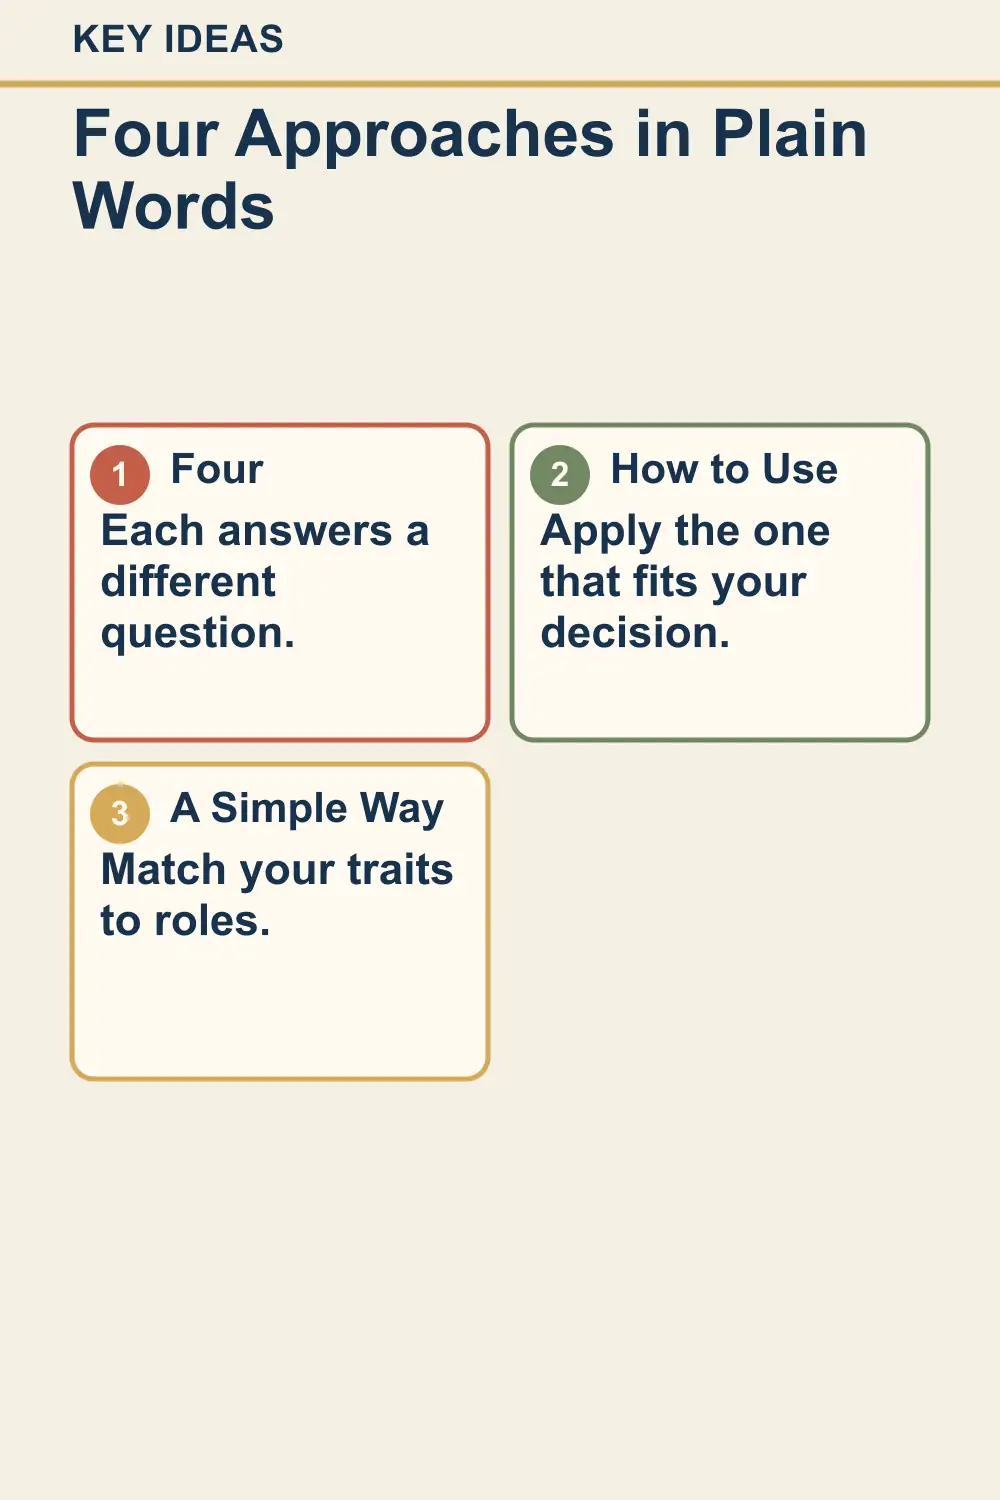 KEY IDEAS
Four Approaches in Plain
Words
1 Four
Each answers a
different
question.
2 How to Use
Apply the one
that fits your
decision.
3 A Simple Way
Match your traits
to roles.